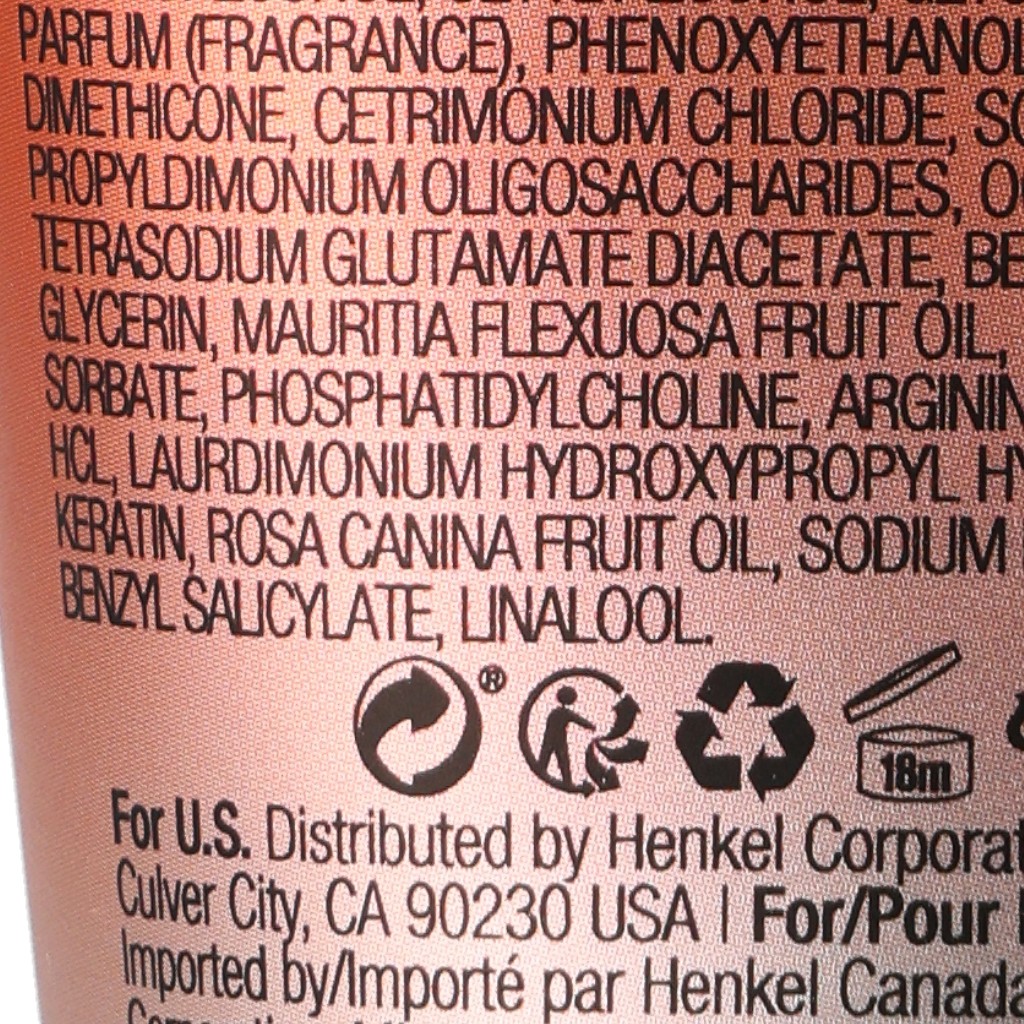 PARFUM (FRAGRANCE), PHENOXYETHANOL
DIMETHICONE, CETRIMONIUM CHLORIDE,
PROPYLDIMONIUM OLIGOSACCHARIDES,
TETRASODIUM GLUTAMATE DIACETATE,
GLYCERIN, MAURITIA FLEXUOSA FRUIT OIL,
SORBATE, PHOSPHATIDYLCHOLINE,
HCL, LAURDIMONIUM HYDROXYPROPYL
KERATIN, ROSA CANINA FRUIT OIL, SODIUM
BENZYL SALICYLATE, LINALOOL.
® 18m
For U.S. Distributed by Henkel
Culver City, CA 90230 USA | For/Pour
Imported by/Importé par Henkel Canada